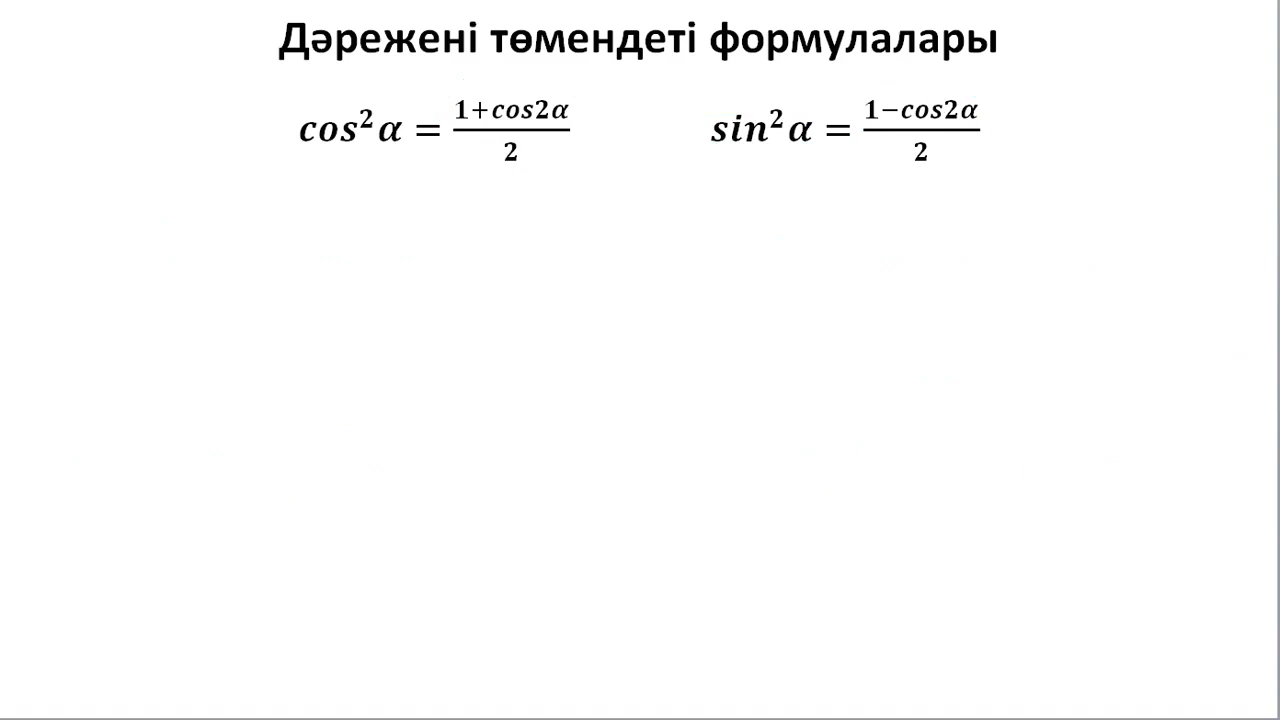 Дәрежені төмендеті формулалары
cos²α = (1+cos2α)/2 sin²α = (1−cos2α)/2